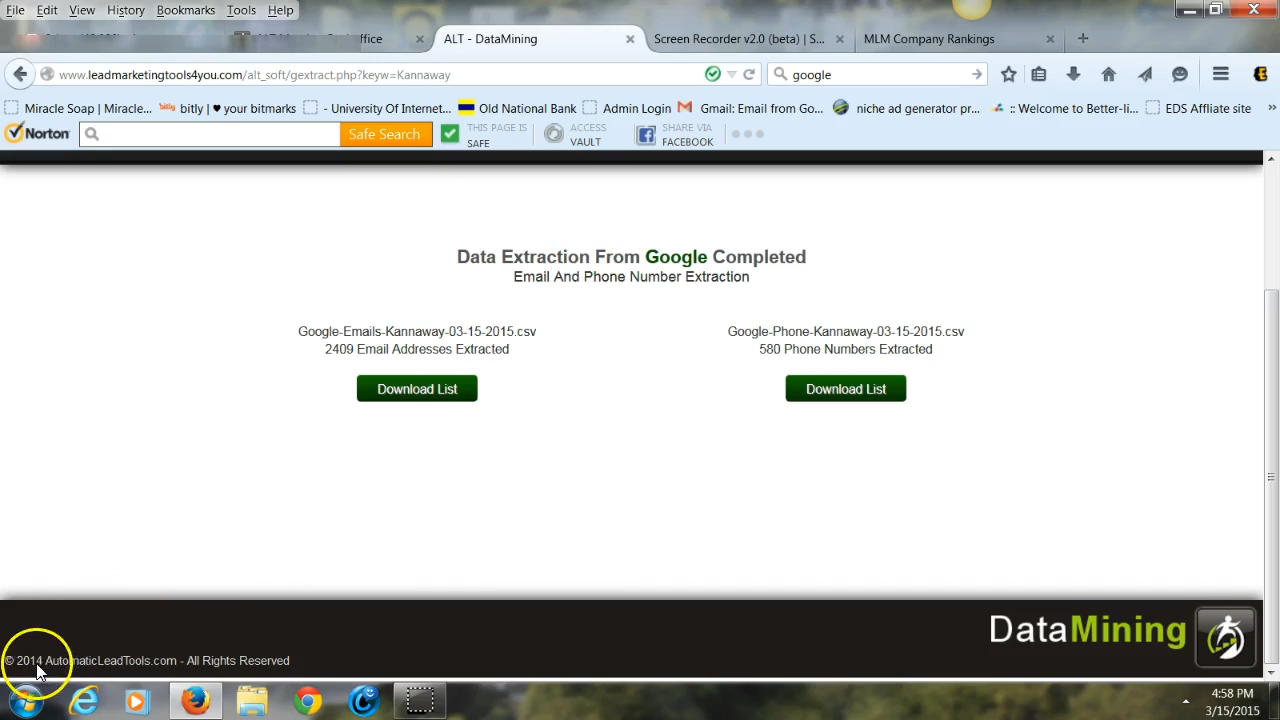 File Edit View History Bookmarks Tools Help
ffice
ALT - DataMining
Screen Recorder v2.0 (beta) | S...
MLM Company Rankings
www.leadmarketingtools4you.com/alt_soft/gextract.php?keyw=Kannaway
google
Miracle Soap | Miracle...
bitly | ♥ your bitmarks
- University Of Internet...
Old National Bank
Admin Login
Gmail: Email from Go...
niche ad generator pr...
:: Welcome to Better-li...
IDS Affliate site
Norton
Safe Search
THIS PAGE IS
SAFE
ACCESS
VAULT
SHARE VIA
FACEBOOK
Data Extraction From Google Completed
Email And Phone Number Extraction
Google-Emails-Kannaway-03-15-2015.csv
2409 Email Addresses Extracted
Download List
Google-Phone-Kannaway-03-15-2015.csv
580 Phone Numbers Extracted
Download List
DataMining
© 2014 AutomaticLeadTools.com - All Rights Reserved
4:58 PM
3/15/2015